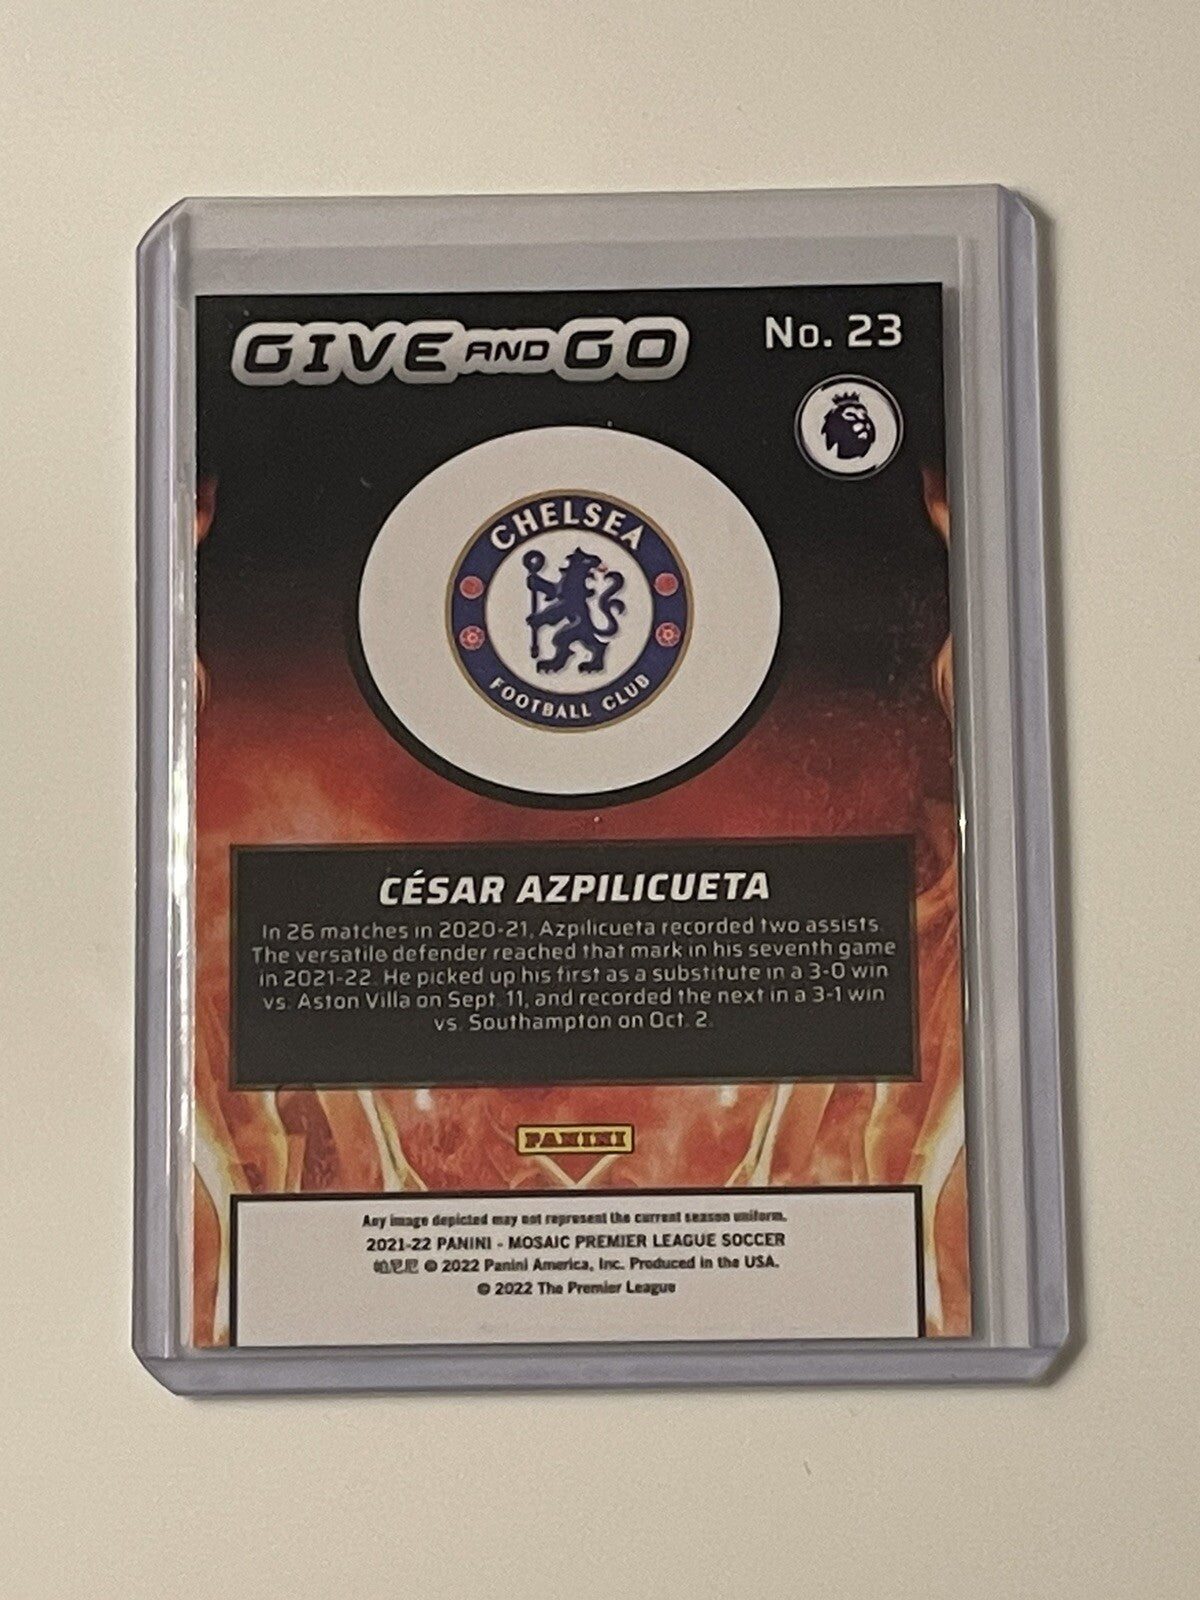 GIVE AND GO
No. 23
CHELSEA
FOOTBALL CLUB
CÉSAR AZPILICUETA
In 26 matches in 2020-21, Azpilicueta recorded two assists.
The versatile defender reached that mark in his seventh game
in 2021-22. He picked up his first as a substitute in a 3-0 win
vs. Aston Villa on Sept. 11, and recorded the next in a 3-1 win
vs. Southampton on Oct. 2.
PANINI
Any image depicted may not represent the current season uniform.
2021-22 PANINI - MOSAIC PREMIER LEAGUE SOCCER
帕尼尼 © 2022 Panini America, Inc. Produced in the USA.
© 2022 The Premier League